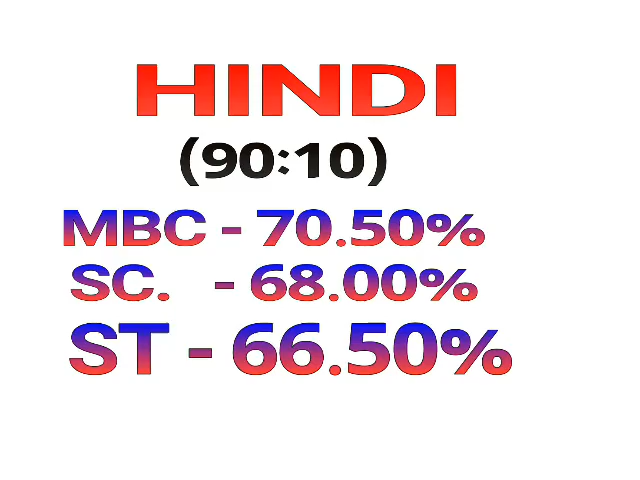 HINDI
(90:10)
MBC - 70.50%
SC. - 68.00%
ST - 66.50%